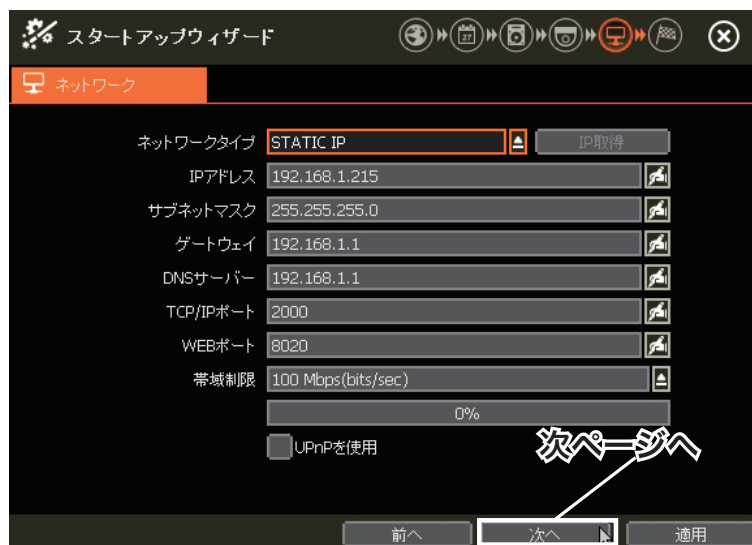 スタートアップウィザード
27
ネットワーク
ネットワークタイプ STATIC IP IP取得
IPアドレス 192.168.1.215
サブネットマスク 255.255.255.0
ゲートウェイ 192.168.1.1
DNSサーバー 192.168.1.1
TCP/IPポート 2000
WEBポート 8020
帯域制限 100 Mbps(bits/sec)
0%
UPnPを使用
次ページへ
前へ 次へ 適用